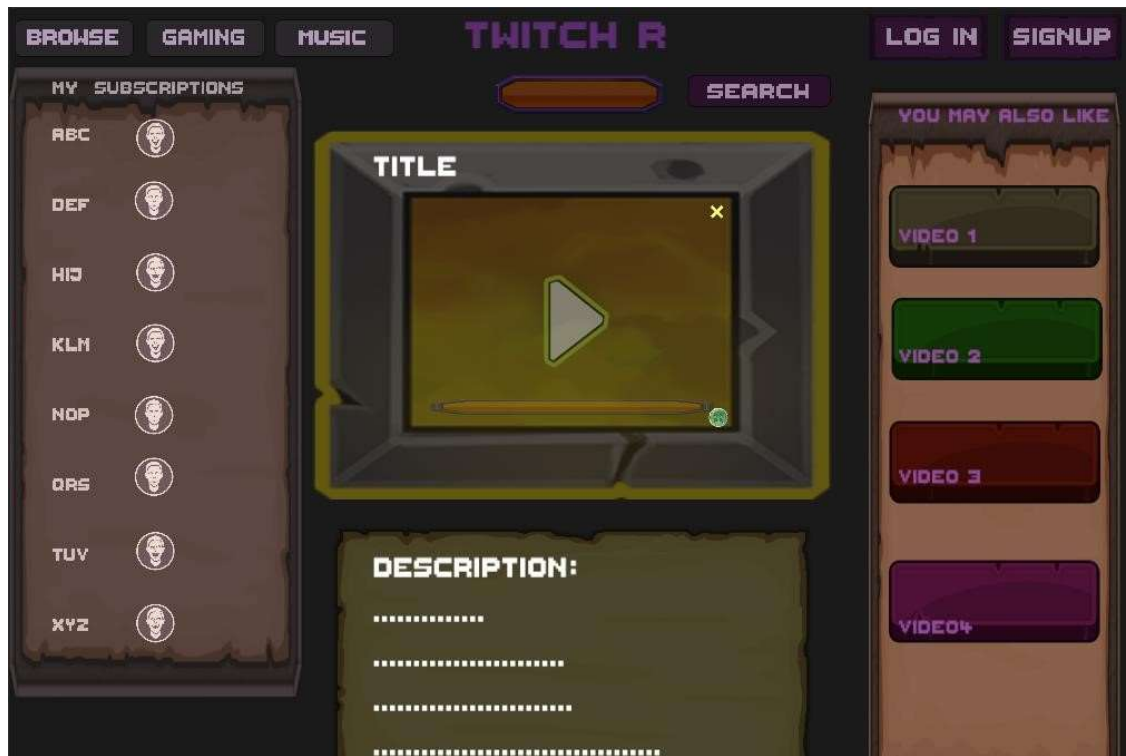 BROWSE GAMING MUSIC TWITCH R LOG IN SIGNUP
SEARCH
MY SUBSCRIPTIONS
ABC
DEF
HIJ
KLM
NOP
QRS
TUV
XYZ
TITLE
×
DESCRIPTION:
..............
........................
.........................
....................................
YOU MAY ALSO LIKE
VIDEO 1
VIDEO 2
VIDEO 3
VIDEO4